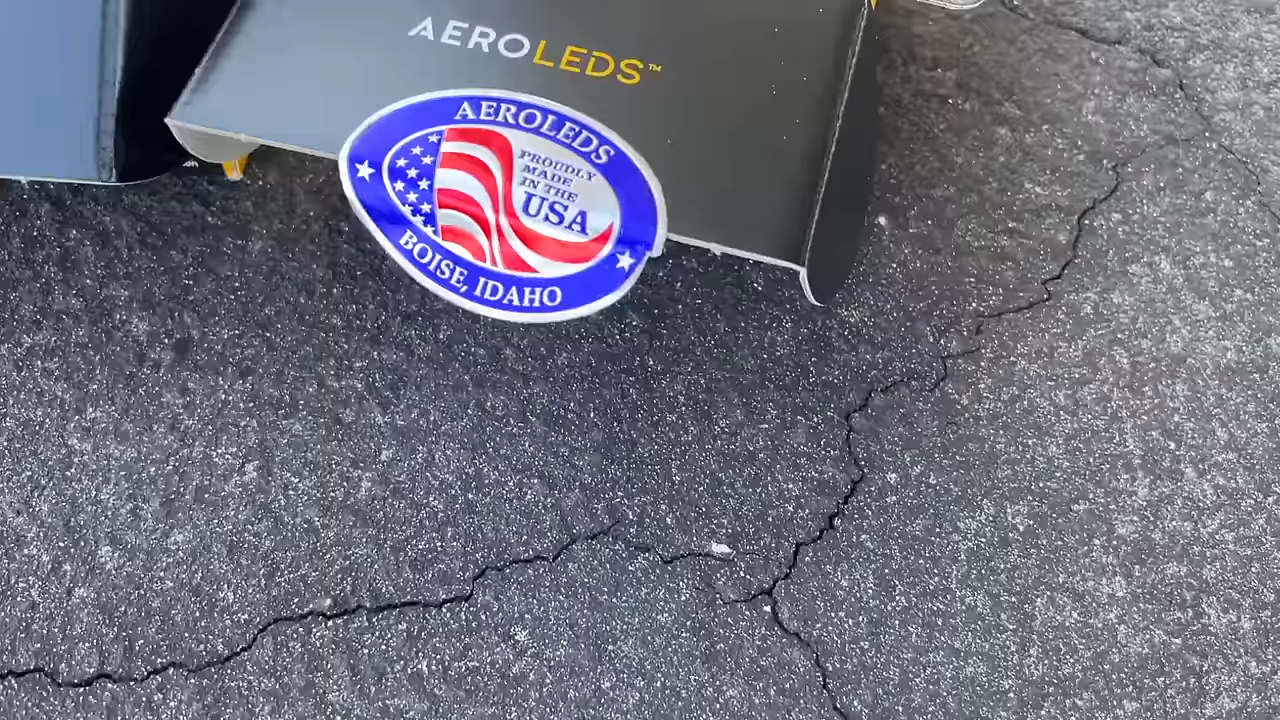 AEROLEDS™
AEROLEDS
PROUDLY
MADE
IN THE
USA
BOISE, IDAHO